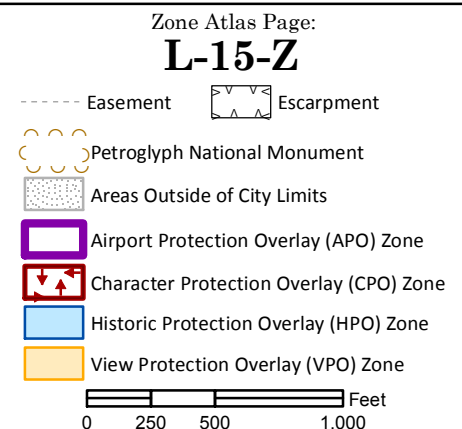 Zone Atlas Page:
L-15-Z
Easement Escarpment
Petroglyph National Monument
Areas Outside of City Limits
Airport Protection Overlay (APO) Zone
Character Protection Overlay (CPO) Zone
Historic Protection Overlay (HPO) Zone
View Protection Overlay (VPO) Zone
Feet
0 250 500 1,000